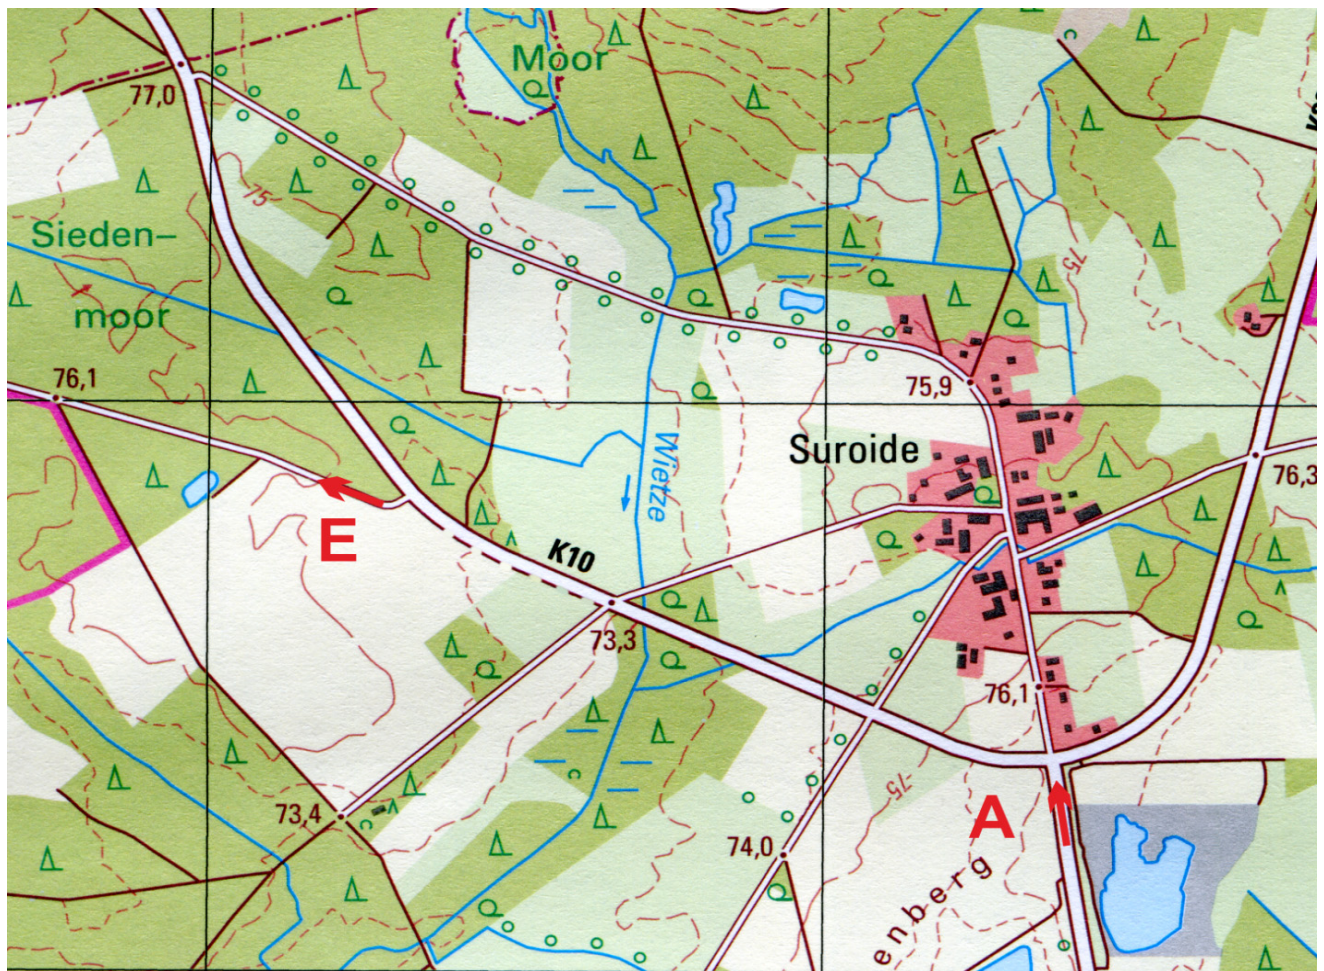 Moor
77,0
75
Sieden-
moor
75
76,1
75,9
Suroide
Wietze
76,3
E
K10
73,3
76,1
75
A
73,4
74,0
enberg